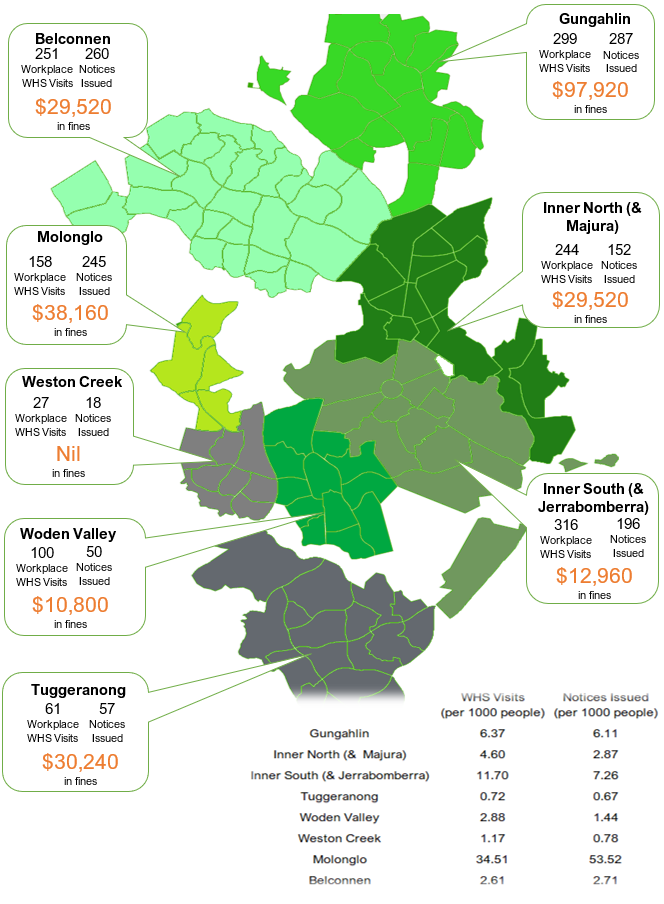 Belconnen
251 260
Workplace Notices
WHS Visits Issued
$29,520
in fines
Gungahlin
299 287
Workplace Notices
WHS Visits Issued
$97,920
in fines
Molonglo
158 245
Workplace Notices
WHS Visits Issued
$38,160
in fines
Inner North (&
Majura)
244 152
Workplace Notices
WHS Visits Issued
$29,520
in fines
Weston Creek
27 18
Workplace Notices
WHS Visits Issued
Nil
in fines
Inner South (&
Jerrabomberra)
316 196
Workplace Notices
WHS Visits Issued
$12,960
in fines
Woden Valley
100 50
Workplace Notices
WHS Visits Issued
$10,800
in fines
Tuggeranong
61 57
Workplace Notices
WHS Visits Issued
$30,240
in fines
WHS Visits Notices Issued
(per 1000 people) (per 1000 people)
Gungahlin 6.37 6.11
Inner North (& Majura) 4.60 2.87
Inner South (& Jerrabomberra) 11.70 7.26
Tuggeranong 0.72 0.67
Woden Valley 2.88 1.44
Weston Creek 1.17 0.78
Molonglo 34.51 53.52
Belconnen 2.61 2.71